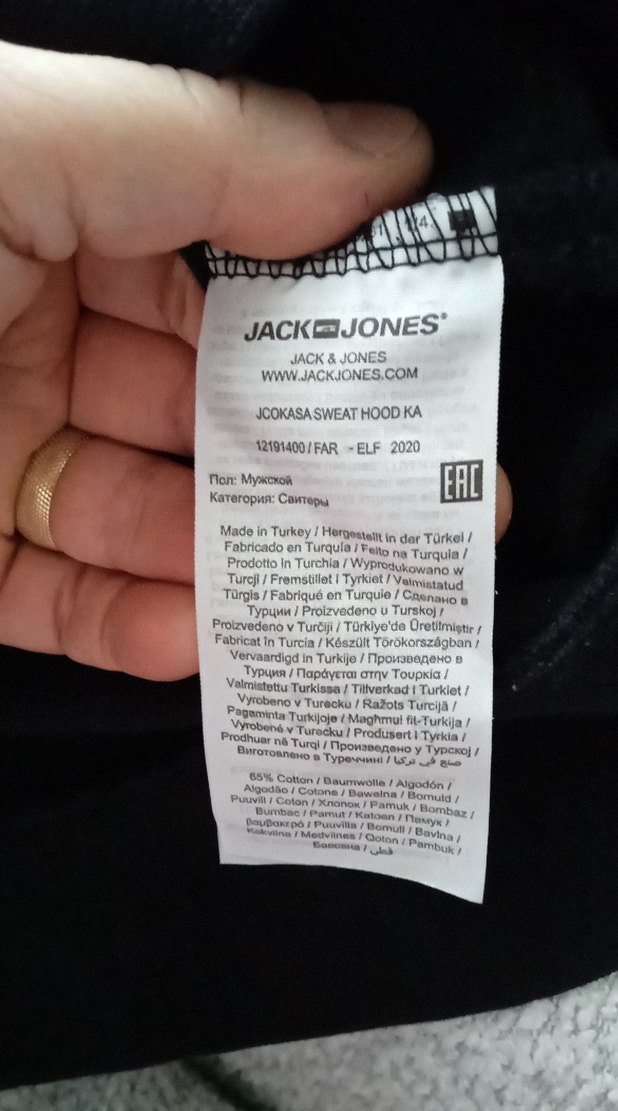 JACK JONES®
JACK & JONES
WWW.JACKJONES.COM
JCOKASA SWEAT HOOD KA
12191400 / FAR - ELF 2020
Пол: Мужской
Категория: Свитеры
EAC
Made in Turkey / Hergestellt in der Türkei /
Fabricado en Turquía / Feito na Turquia /
Prodotto in Turchia / Wyprodukowano w
Turcji / Fremstillet i Tyrkiet / Valmistatud
Türgis / Fabriqué en Turquie / Сделано в
Турции / Proizvedeno u Turskoj /
Proizvedeno v Turčiji / Türkiye'de Üretilmiştir /
Fabricat în Turcia / Készült Törökországban /
Vervaardigd in Turkije / Произведено в
Турция / Παράγεται στην Τουρκία /
Valmistettu Turkissa / Tillverkad i Turkiet /
Vyrobeno v Turecku / Ražots Turcijā /
Pagaminta Turkijoje / Magħmul fit-Turkija /
Vyrobené v Turecku / Produsert i Tyrkia /
Prodhuar në Turqi / Произведено у Турској /
Виготовлено в Туреччині / صنع في تركيا
65% Cotton / Baumwolle / Algodón /
Algodão / Cotone / Bawełna / Bomuld /
Puuvill / Coton / Хлопок / Pamuk / Bombaz /
Bumbac / Pamut / Katoen / Памук /
Βαμβακερό / Puuvilla / Bomull / Bavlna /
Kokvilna / Medvilnės / Qoton / Pambuk /
Бавовна / قطن